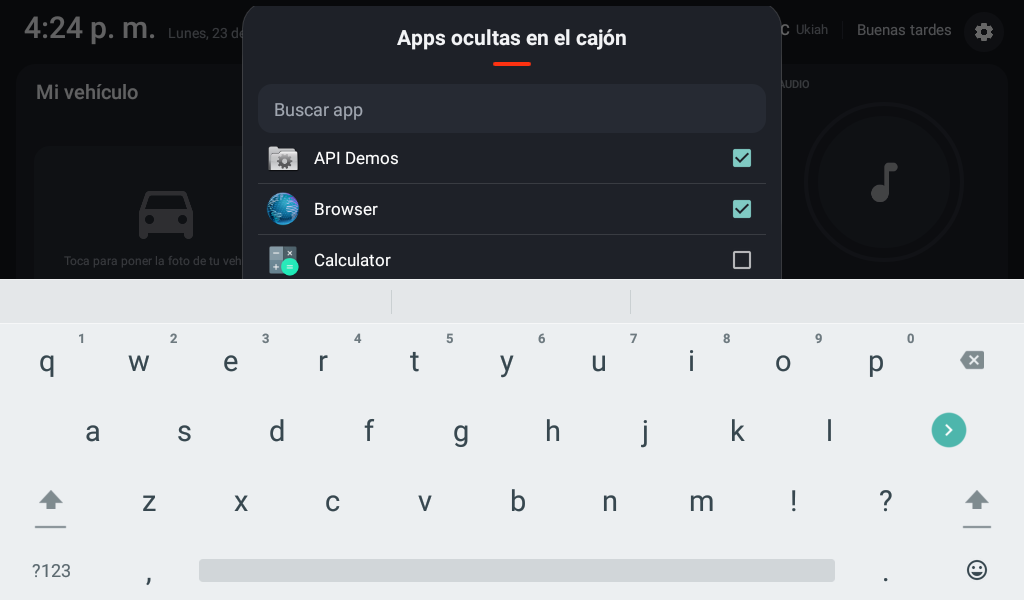 4:24 p. m.
Lunes, 23 de
Apps ocultas en el cajón
C Ukiah
Buenas tardes
Mi vehículo
AUDIO
Buscar app
API Demos
Browser
Toca para poner la foto de tu veh
Calculator
1 2 3 4 5 6 7 8 9 0
q w e r t y u i o p
a s d f g h j k l
z x c v b n m ! ?
?123 , .